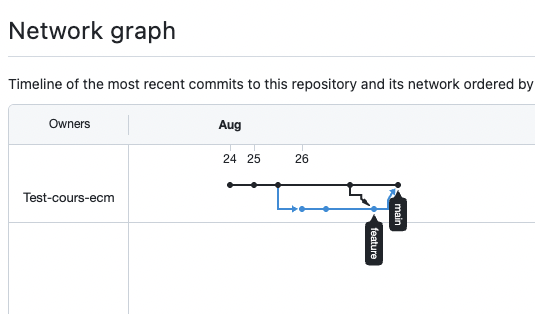 Network graph
Timeline of the most recent commits to this repository and its network ordered by
Owners
Aug
24 25 26
Test-cours-ecm
main
feature